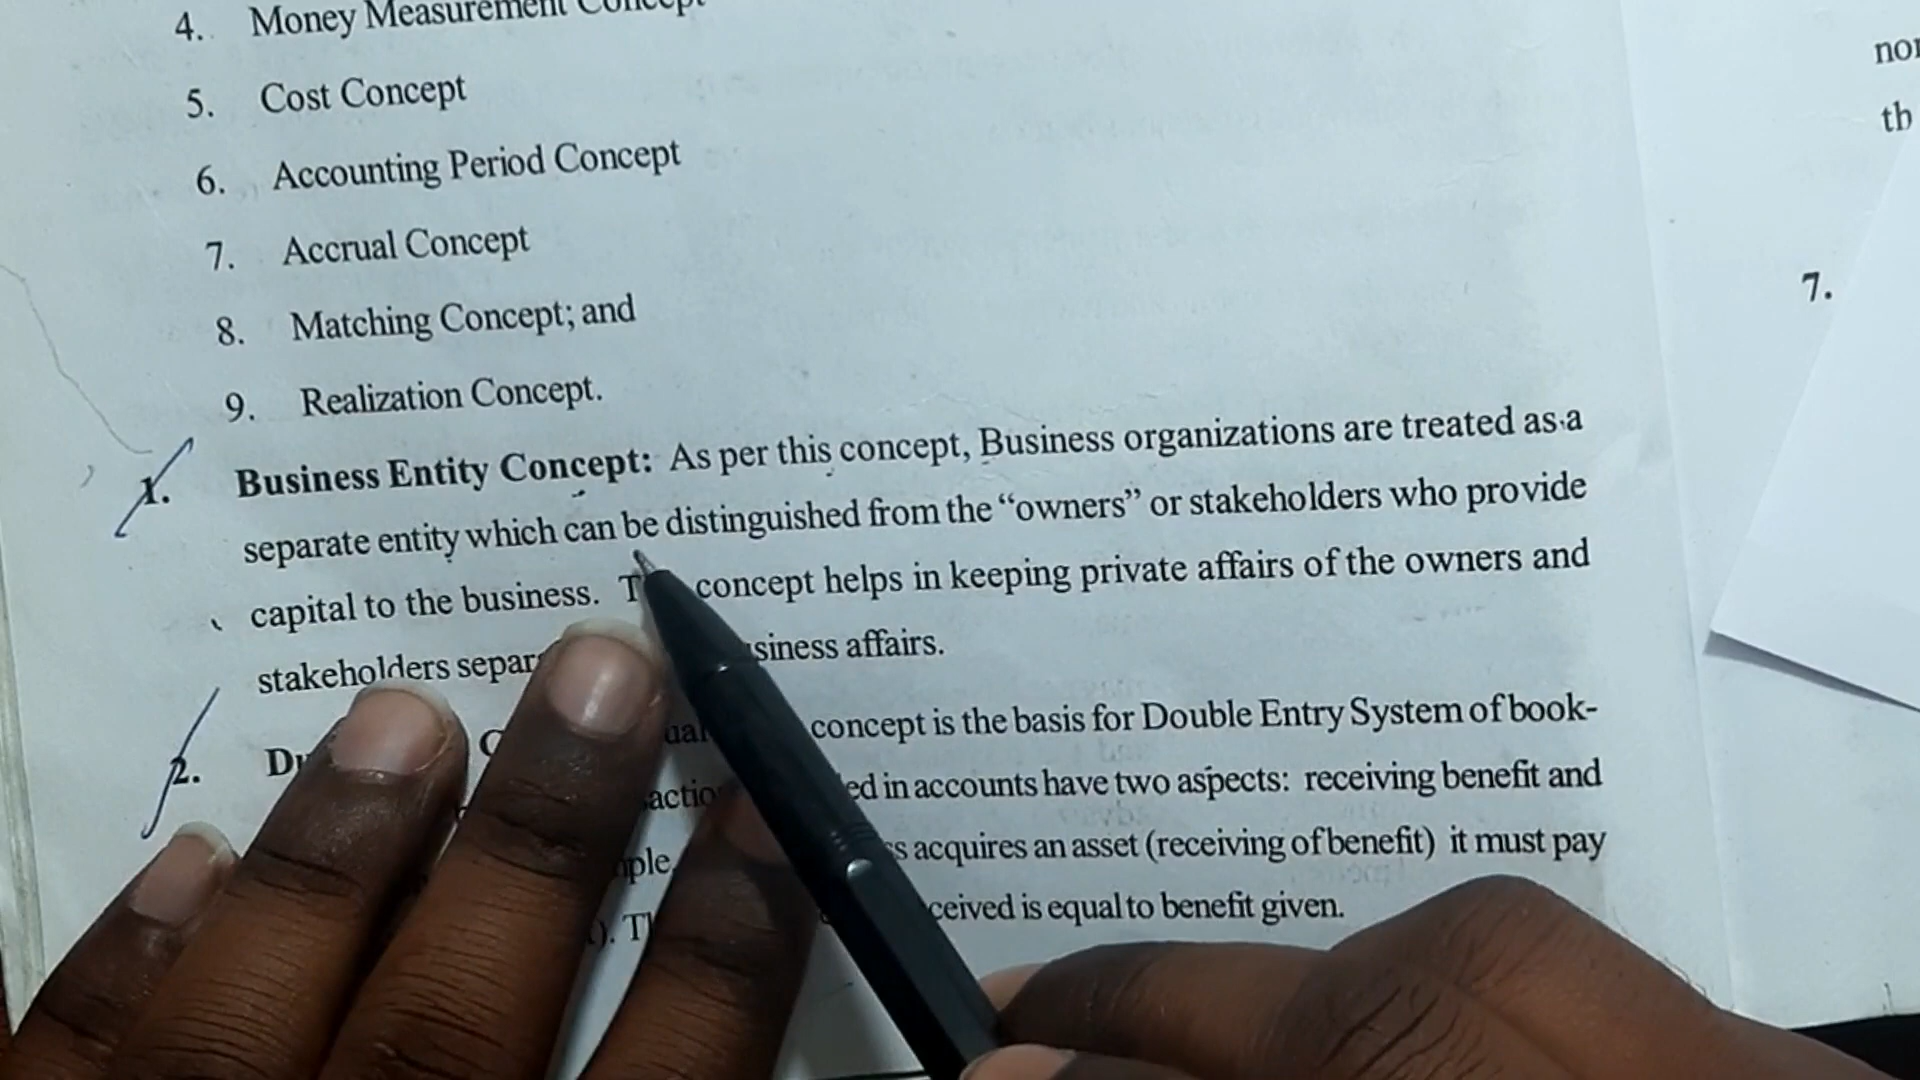 4. Money Measurement Concept
5. Cost Concept
6. Accounting Period Concept
7. Accrual Concept
8. Matching Concept; and
9. Realization Concept.
1. Business Entity Concept: As per this concept, Business organizations are treated as a
separate entity which can be distinguished from the “owners” or stakeholders who provide
capital to the business. concept helps in keeping private affairs of the owners and
stakeholders affairs.
2. concept is the basis for Double Entry System of book-
in accounts have two aspects: receiving benefit and
acquires an asset (receiving of benefit) it must pay
is equal to benefit given.
7.